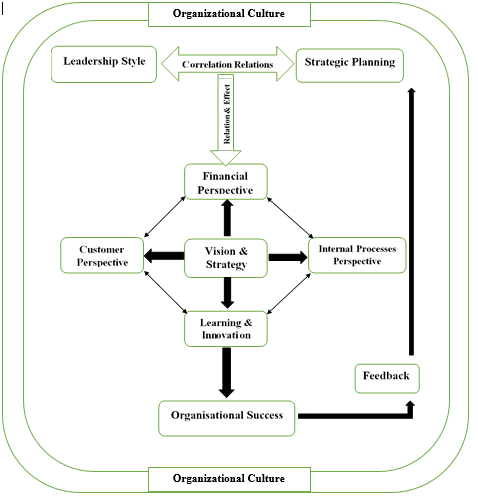 Organizational Culture
Leadership Style
Correlation Relations
Strategic Planning
Relation & Effect
Financial
Perspective
Customer
Perspective
Vision &
Strategy
Internal Processes
Perspective
Learning &
Innovation
Feedback
Organisational Success
Organizational Culture